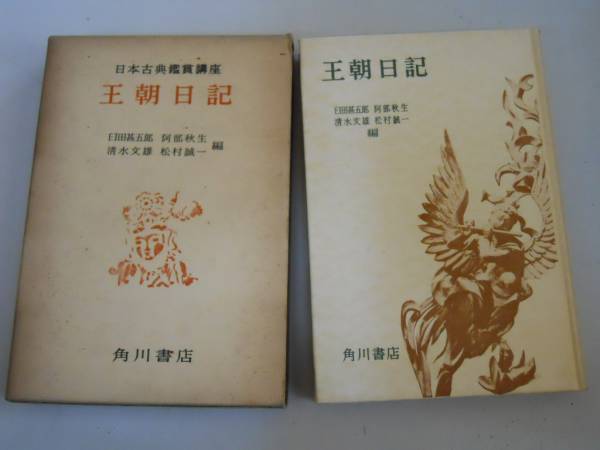 日本古典鑑賞講座
王朝日記
臼田甚五郎 阿部秋生
清水文雄 松村誠一
編
角川書店
王朝日記
臼田甚五郎 阿部秋生
清水文雄 松村誠一
編
角川書店